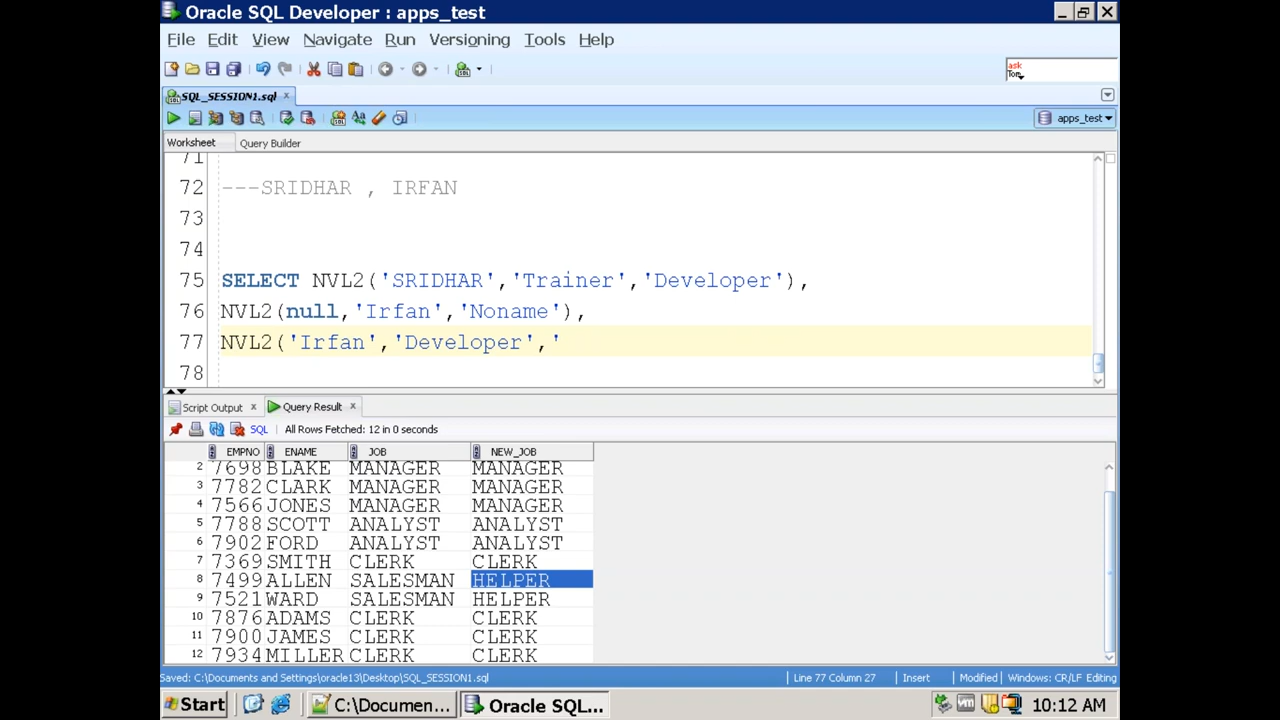 Oracle SQL Developer : apps_test
File Edit View Navigate Run Versioning Tools Help
ask
Tom
SQL_SESSION1.sql
apps_test
Worksheet Query Builder
71
72 ---SRIDHAR , IRFAN
73
74
75 SELECT NVL2('SRIDHAR','Trainer','Developer'),
76 NVL2(null,'Irfan','Noname'),
77 NVL2('Irfan','Developer','
78
Script Output x Query Result x
SQL All Rows Fetched: 12 in 0 seconds
EMPNO ENAME JOB NEW_JOB
2 7698 BLAKE MANAGER MANAGER
3 7782 CLARK MANAGER MANAGER
4 7566 JONES MANAGER MANAGER
5 7788 SCOTT ANALYST ANALYST
6 7902 FORD ANALYST ANALYST
7 7369 SMITH CLERK CLERK
8 7499 ALLEN SALESMAN HELPER
9 7521 WARD SALESMAN HELPER
10 7876 ADAMS CLERK CLERK
11 7900 JAMES CLERK CLERK
12 7934 MILLER CLERK CLERK
Saved: C:\Documents and Settings\oracle13\Desktop\SQL_SESSION1.sql Line 77 Column 27 Insert Modified Windows: CR/LF Editing
Start C:\Documen... Oracle SQL... 10:12 AM